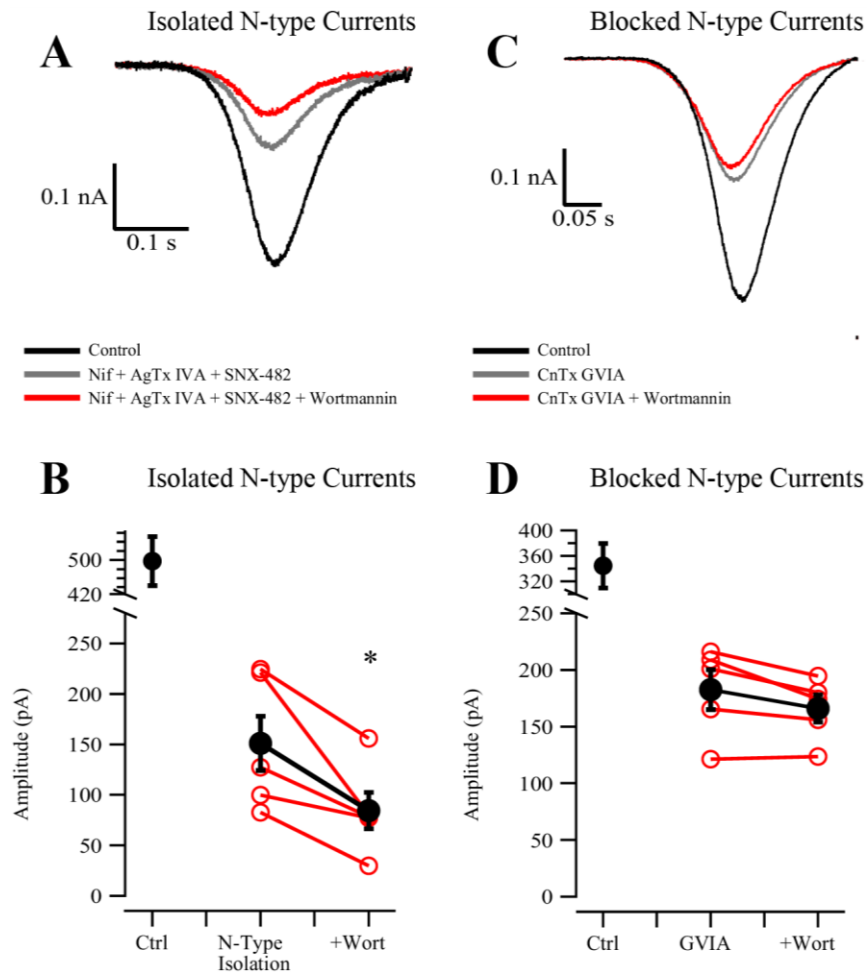 Isolated N-type Currents
A
0.1 nA
0.1 s
Control
Nif + AgTx IVA + SNX-482
Nif + AgTx IVA + SNX-482 + Wortmannin
Blocked N-type Currents
C
0.1 nA
0.05 s
Control
CnTx GVIA
CnTx GVIA + Wortmannin
B
Isolated N-type Currents
500
420
250
200
150
100
50
0
Amplitude (pA)
*
Ctrl
N-Type
Isolation
+Wort
D
Blocked N-type Currents
400
360
320
250
200
150
100
50
0
Amplitude (pA)
Ctrl
GVIA
+Wort